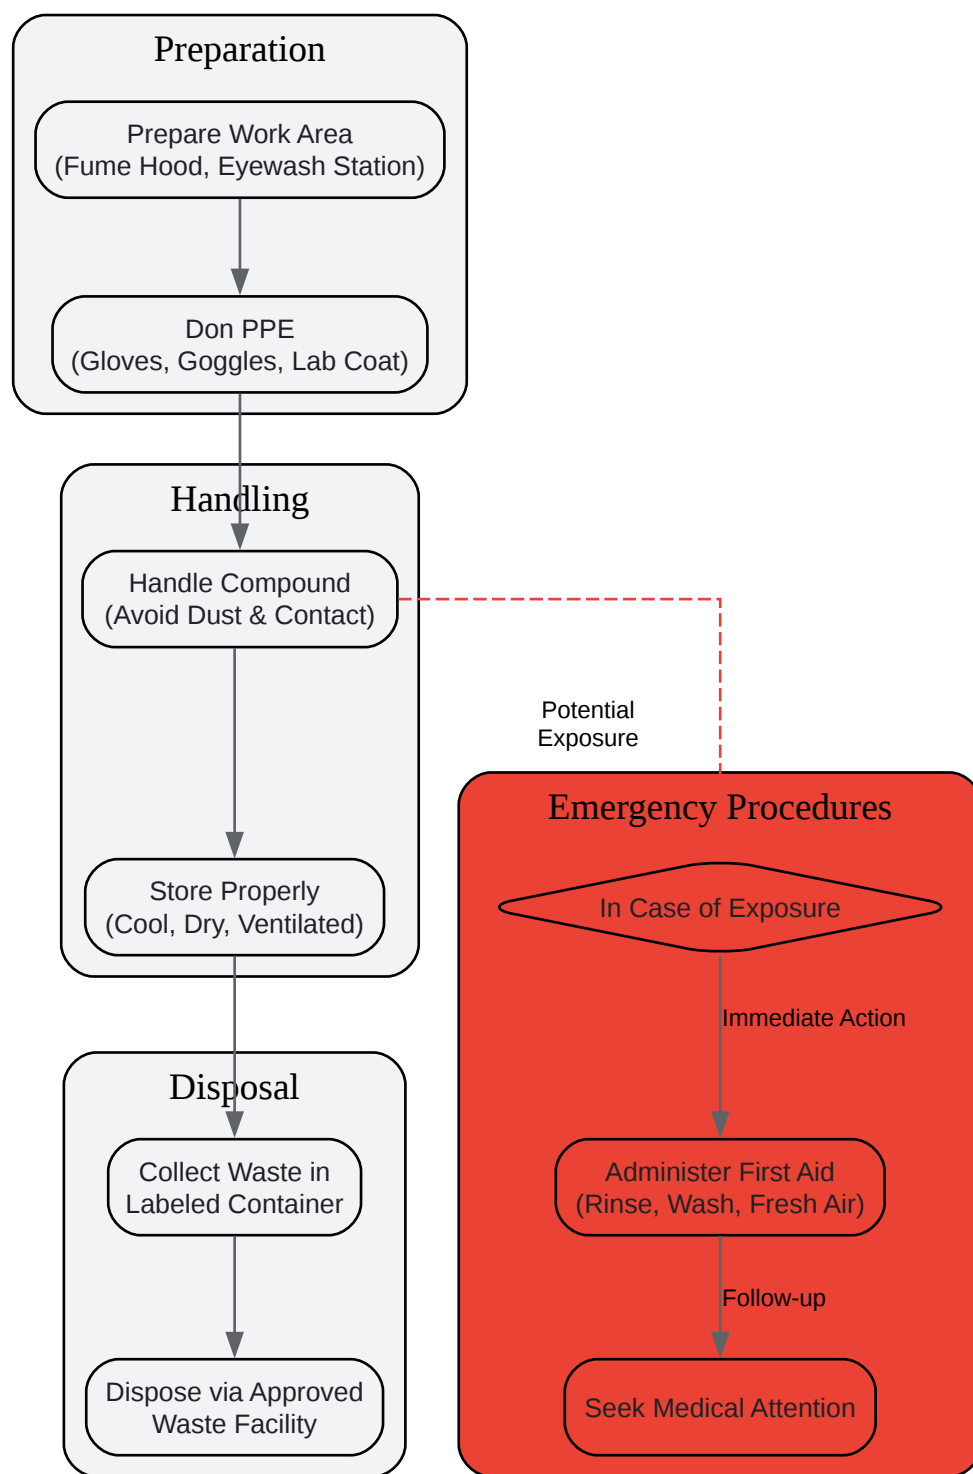 Preparation
Prepare Work Area
(Fume Hood, Eyewash Station)
Don PPE
(Gloves, Goggles, Lab Coat)
Handling
Handle Compound
(Avoid Dust & Contact)
Potential
Exposure
Store Properly
(Cool, Dry, Ventilated)
Disposal
Collect Waste in
Labeled Container
Dispose via Approved
Waste Facility
Emergency Procedures
In Case of Exposure
Immediate Action
Administer First Aid
(Rinse, Wash, Fresh Air)
Follow-up
Seek Medical Attention